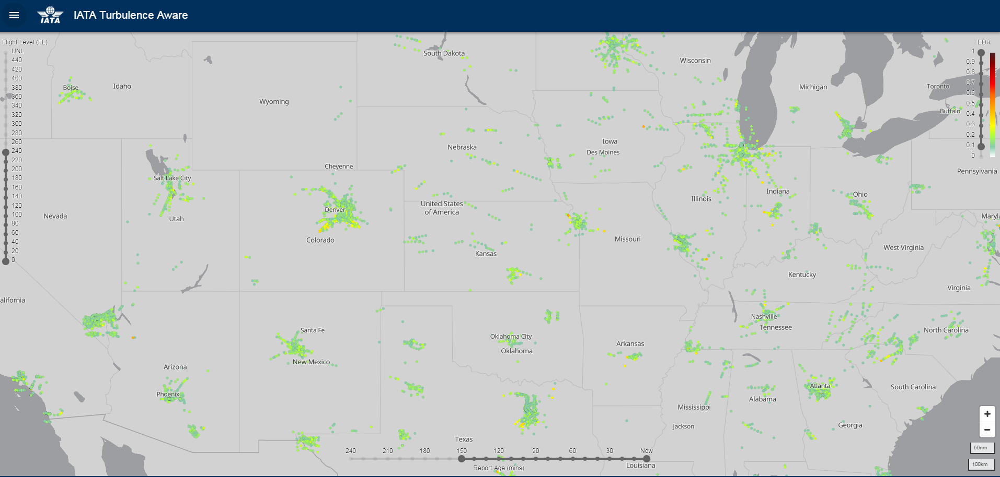 IATA
IATA Turbulence Aware
Flight Level (FL)
UNL
440
420
400
380
360
340
320
300
280
260
240
220
200
180
160
140
120
100
80
60
40
20
0
EDR
1
0.9
0.8
0.7
0.6
0.5
0.4
0.3
0.2
0.1
0
South Dakota
Wisconsin
Michigan
Toronto
Boise
Idaho
Wyoming
Buffalo
Iowa
Nebraska
Des Moines
Cheyenne
Pennsylvania
Salt Lake City
Indiana
Ohio
Illinois
United States
of America
Denver
Nevada
Utah
Maryla
Colorado
Missouri
West Virginia
Kansas
Kentucky
Virginia
alifornia
Nashville
Tennessee
North Carolina
Santa Fe
Oklahoma City
Oklahoma
Arkansas
New Mexico
Arizona
Phoenix
Atlanta
South Carolina
Alabama
Mississippi
Jackson
Georgia
Texas
Louisiana
240
210
180
150
120
90
60
30
Now
Report Age (mins)
+
−
50nm
100km